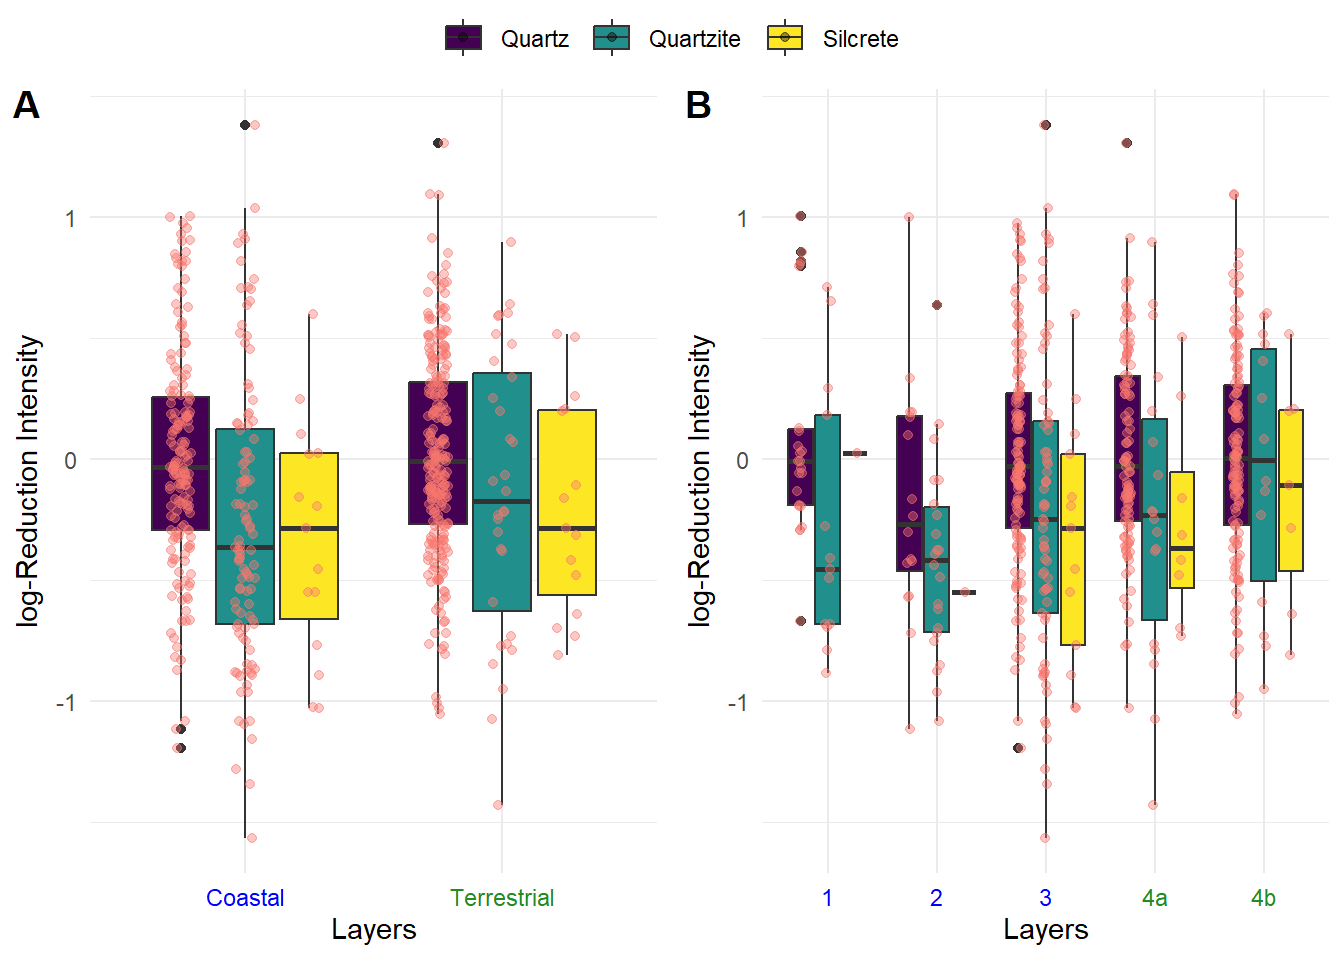 Quartz Quartzite Silcrete
A
B
log-Reduction Intensity
1
0
-1
Coastal Terrestrial
Layers
log-Reduction Intensity
1
0
-1
1 2 3 4a 4b
Layers